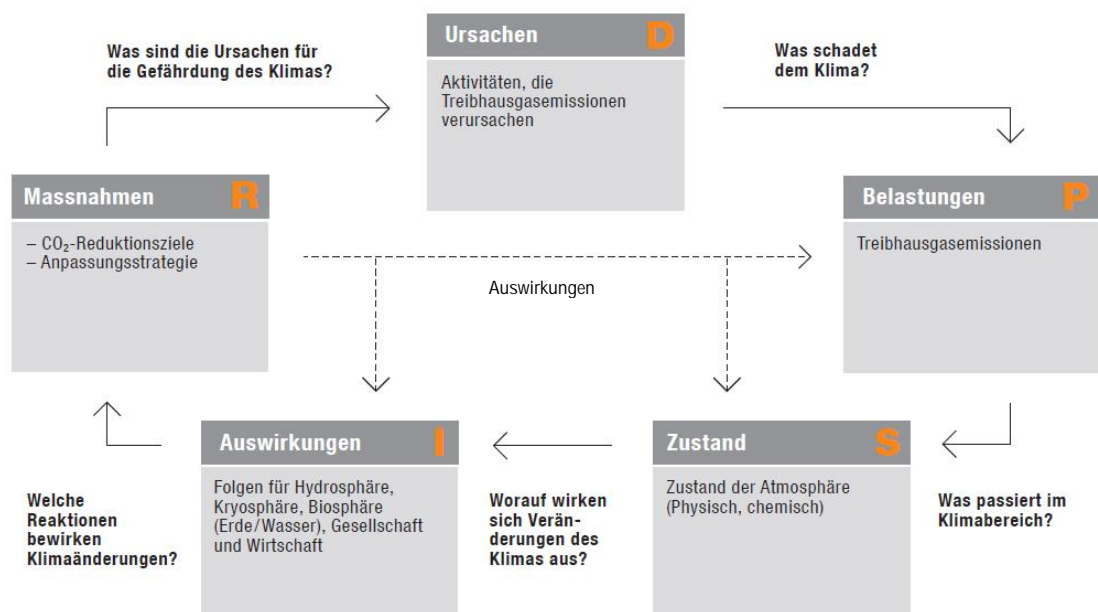 Was sind die Ursachen für
die Gefährdung des Klimas?
Ursachen D
Aktivitäten, die
Treibhausgasemissionen
verursachen
Was schadet
dem Klima?
Massnahmen R
– CO₂-Reduktionsziele
– Anpassungsstrategie
Belastungen P
Treibhausgasemissionen
Auswirkungen
Auswirkungen I
Folgen für Hydrosphäre,
Kryosphäre, Biosphäre
(Erde/Wasser), Gesellschaft
und Wirtschaft
Zustand S
Zustand der Atmosphäre
(Physisch, chemisch)
Welche
Reaktionen
bewirken
Klimaänderungen?
Worauf wirken
sich Verän-
derungen des
Klimas aus?
Was passiert im
Klimabereich?